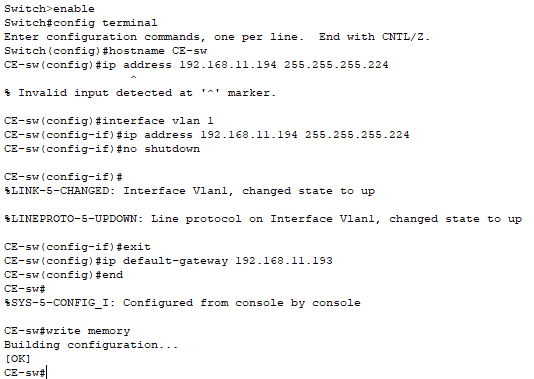 Switch>enable
Switch#config terminal
Enter configuration commands, one per line.  End with CNTL/Z.
Switch(config)#hostname CE-sw
CE-sw(config)#ip address 192.168.11.194 255.255.255.224
                  ^
% Invalid input detected at '^' marker.

CE-sw(config)#interface vlan 1
CE-sw(config-if)#ip address 192.168.11.194 255.255.255.224
CE-sw(config-if)#no shutdown

CE-sw(config-if)#
%LINK-5-CHANGED: Interface Vlan1, changed state to up

%LINEPROTO-5-UPDOWN: Line protocol on Interface Vlan1, changed state to up

CE-sw(config-if)#exit
CE-sw(config)#ip default-gateway 192.168.11.193
CE-sw(config)#end
CE-sw#
%SYS-5-CONFIG_I: Configured from console by console

CE-sw#write memory
Building configuration...
[OK]
CE-sw#